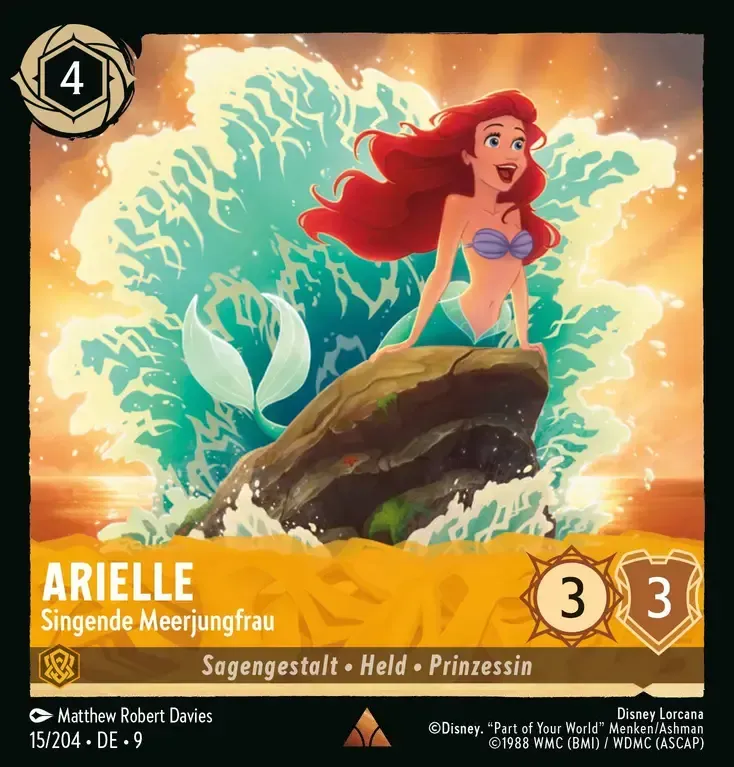 4
ARIELLE
Singende Meerjungfrau
3 3
Sagengestalt • Held • Prinzessin
Matthew Robert Davies
15/204 • DE • 9
Disney Lorcana
©Disney. "Part of Your World" Menken/Ashman
©1988 WMC (BMI) / WDMC (ASCAP)